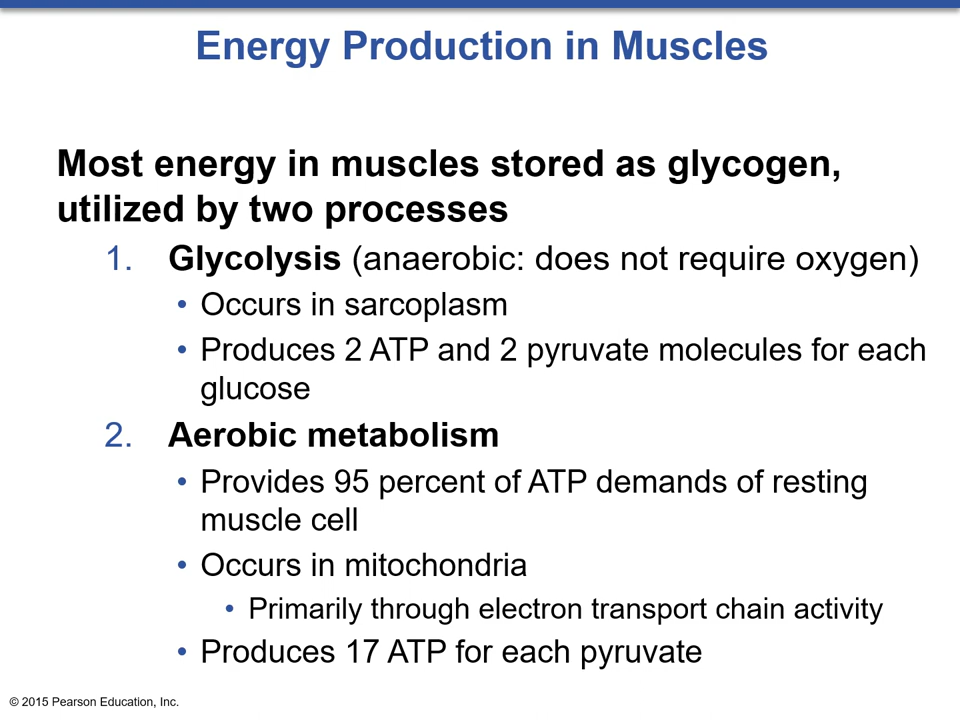 Energy Production in Muscles
Most energy in muscles stored as glycogen,
utilized by two processes
1. Glycolysis (anaerobic: does not require oxygen)
• Occurs in sarcoplasm
• Produces 2 ATP and 2 pyruvate molecules for each
glucose
2. Aerobic metabolism
• Provides 95 percent of ATP demands of resting
muscle cell
• Occurs in mitochondria
• Primarily through electron transport chain activity
• Produces 17 ATP for each pyruvate
© 2015 Pearson Education, Inc.